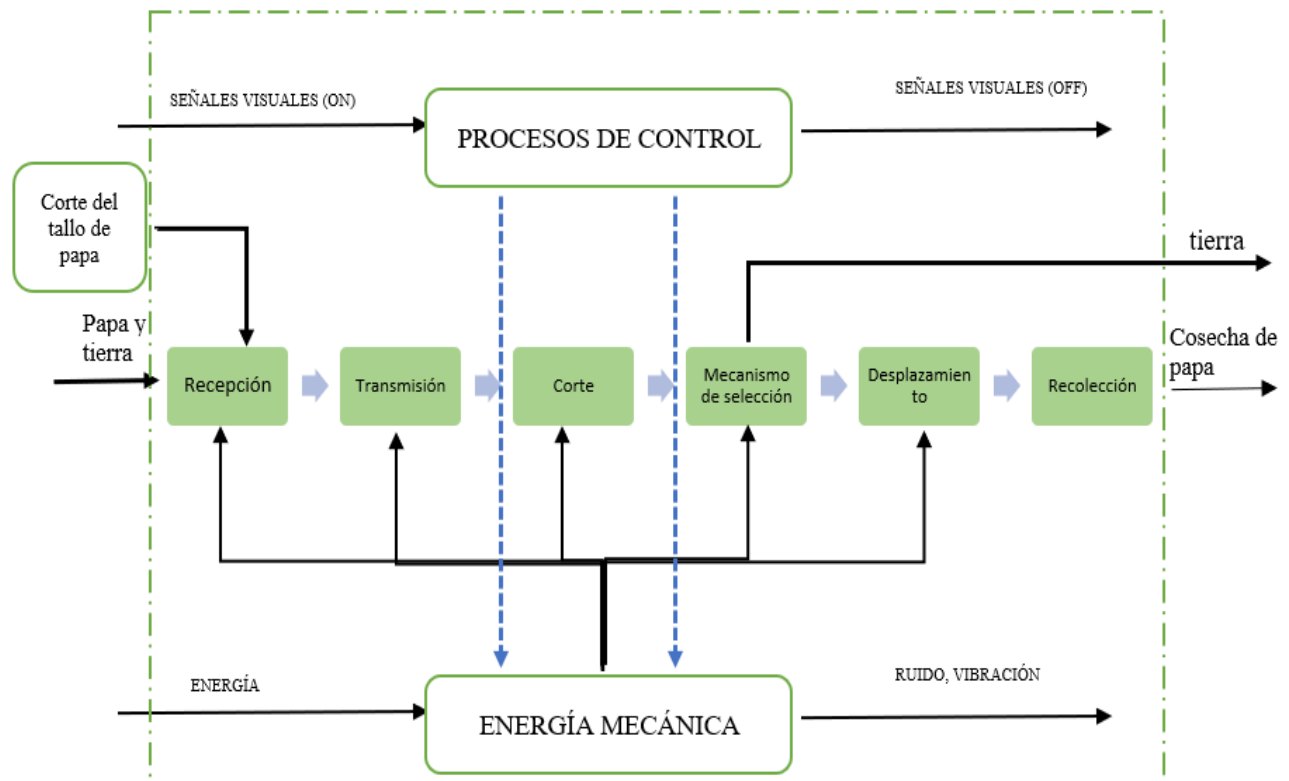 SEÑALES VISUALES (ON)
SEÑALES VISUALES (OFF)
PROCESOS DE CONTROL
Corte del
tallo de
papa
tierra
Papa y
tierra
Recepción
Transmisión
Corte
Mecanismo
de selección
Desplazamien
to
Recolección
Cosecha de
papa
ENERGÍA
RUIDO, VIBRACIÓN
ENERGÍA MECÁNICA